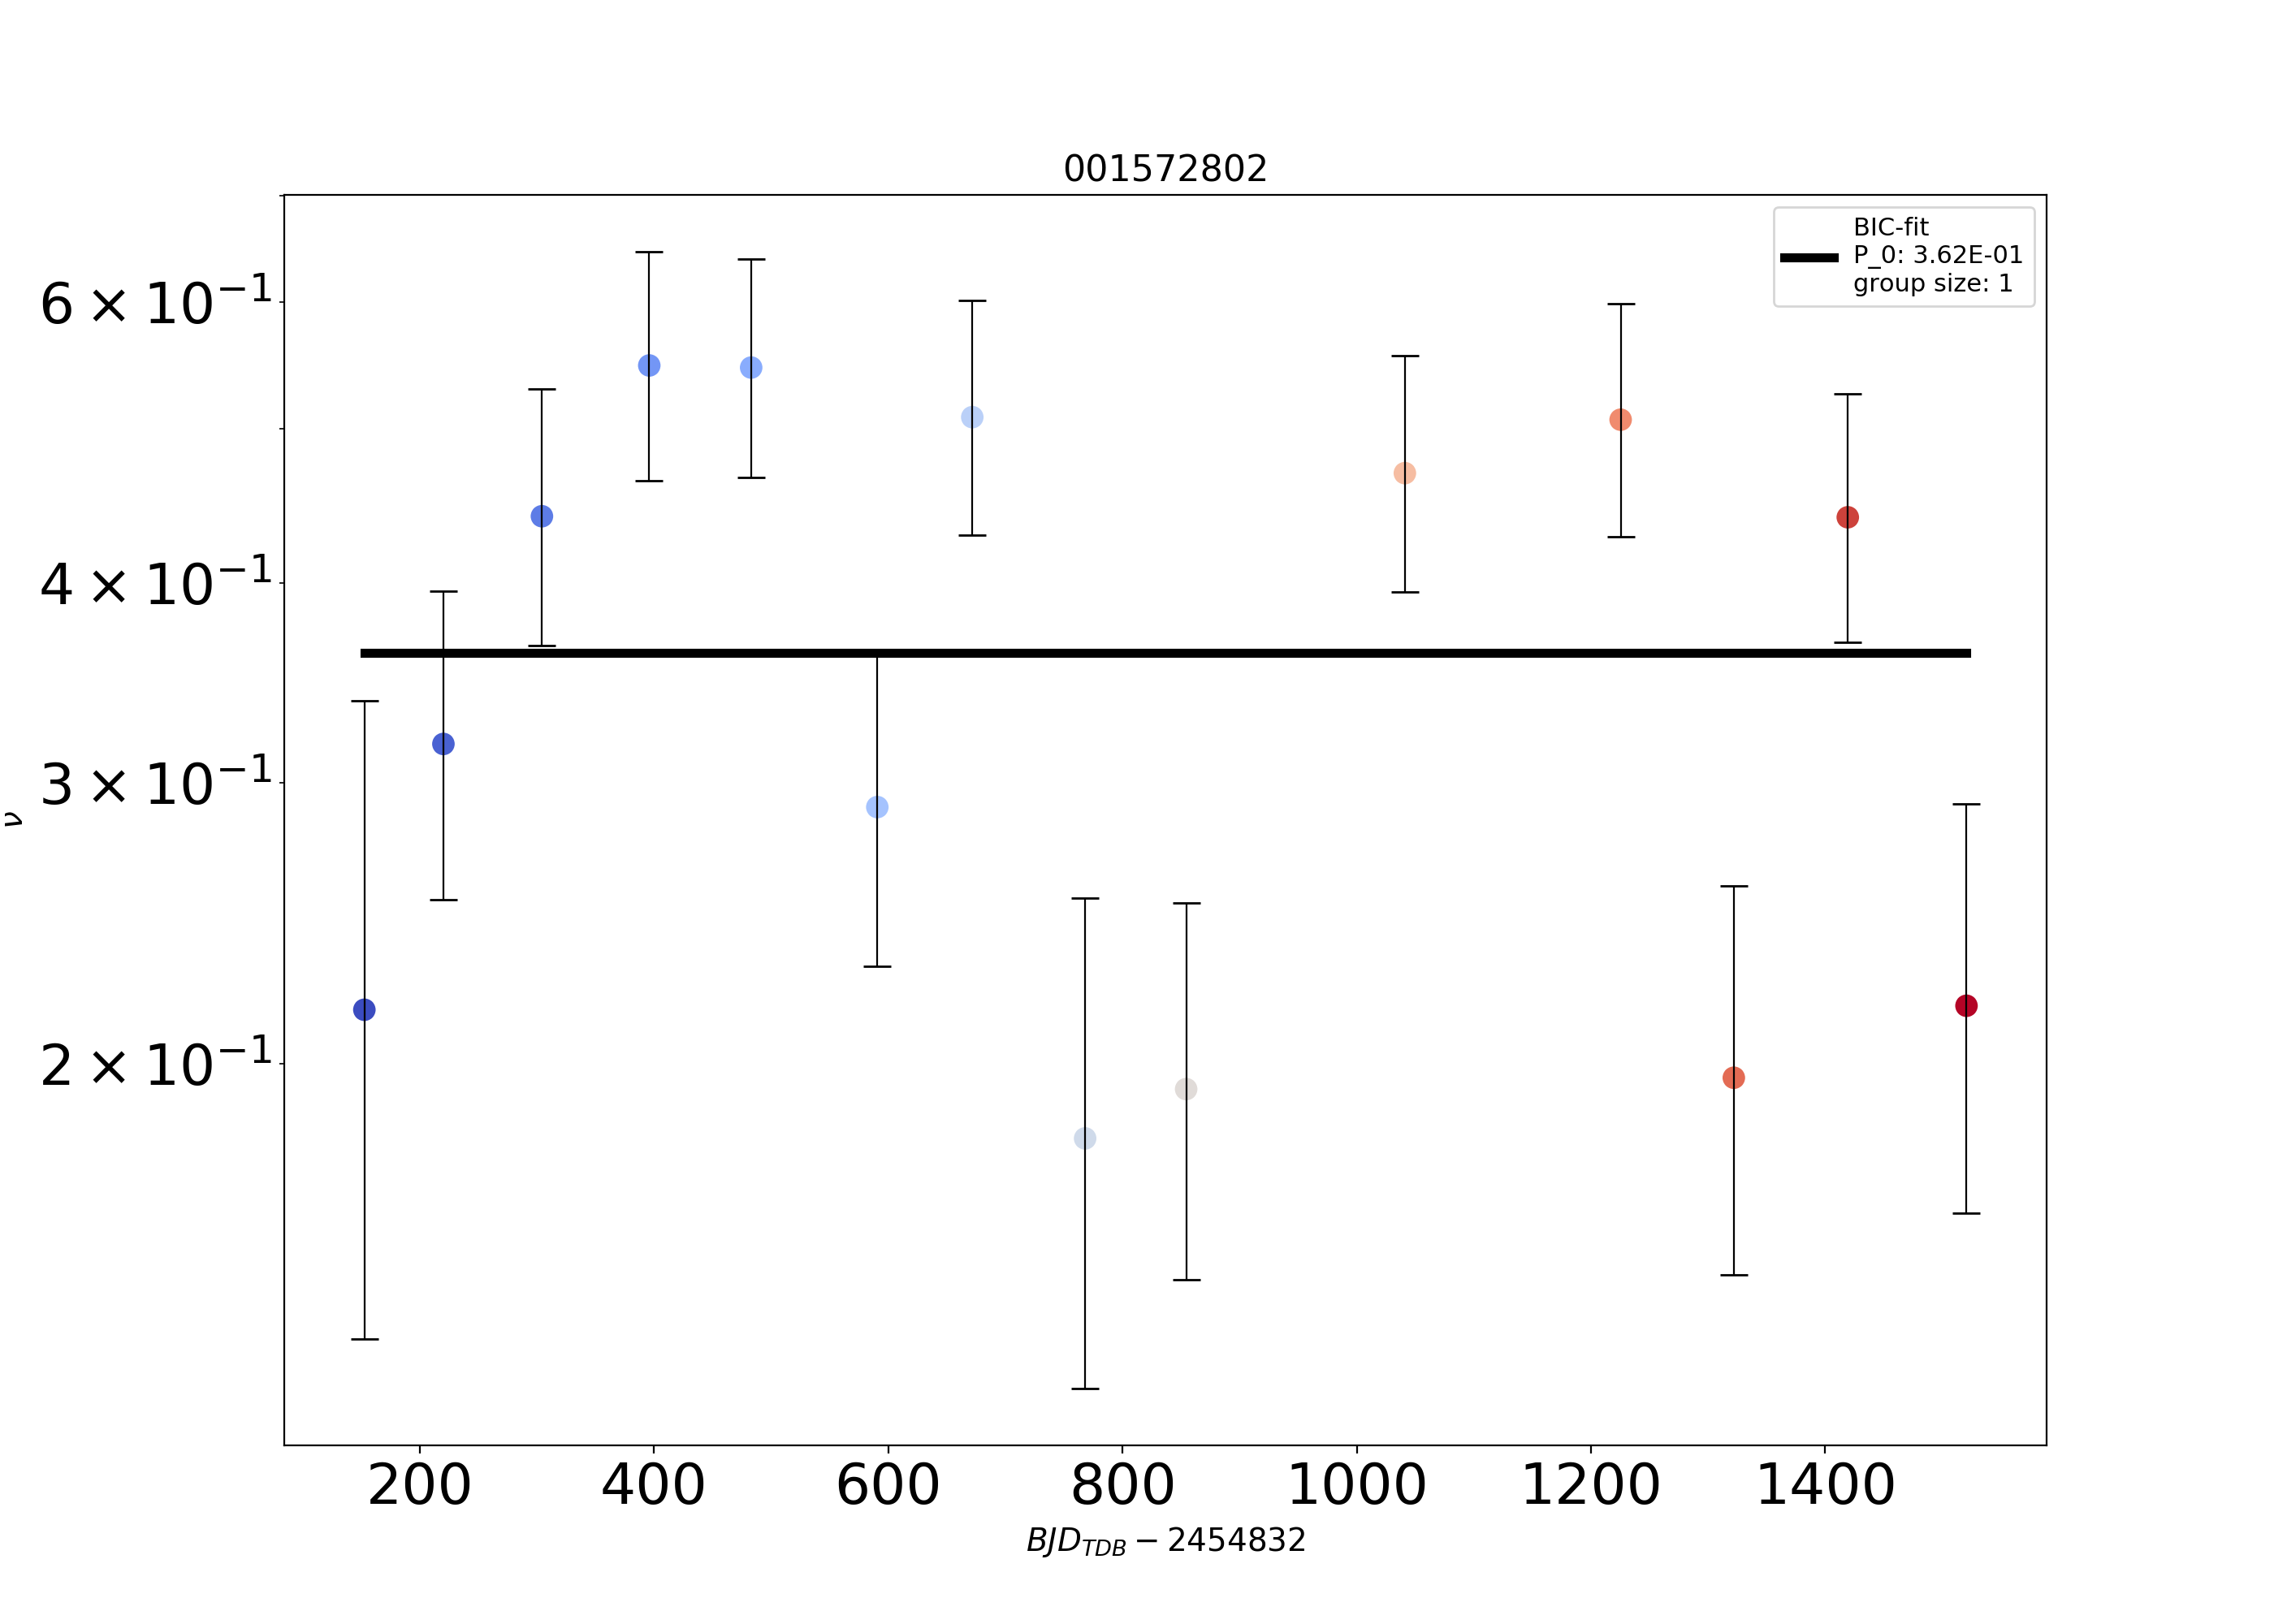 001572802
BIC-fit
P_0: 3.62E-01
group size: 1
6 × 10⁻¹
4 × 10⁻¹
3 × 10⁻¹
2 × 10⁻¹
ν
200 400 600 800 1000 1200 1400
BJD_TDB − 2454832